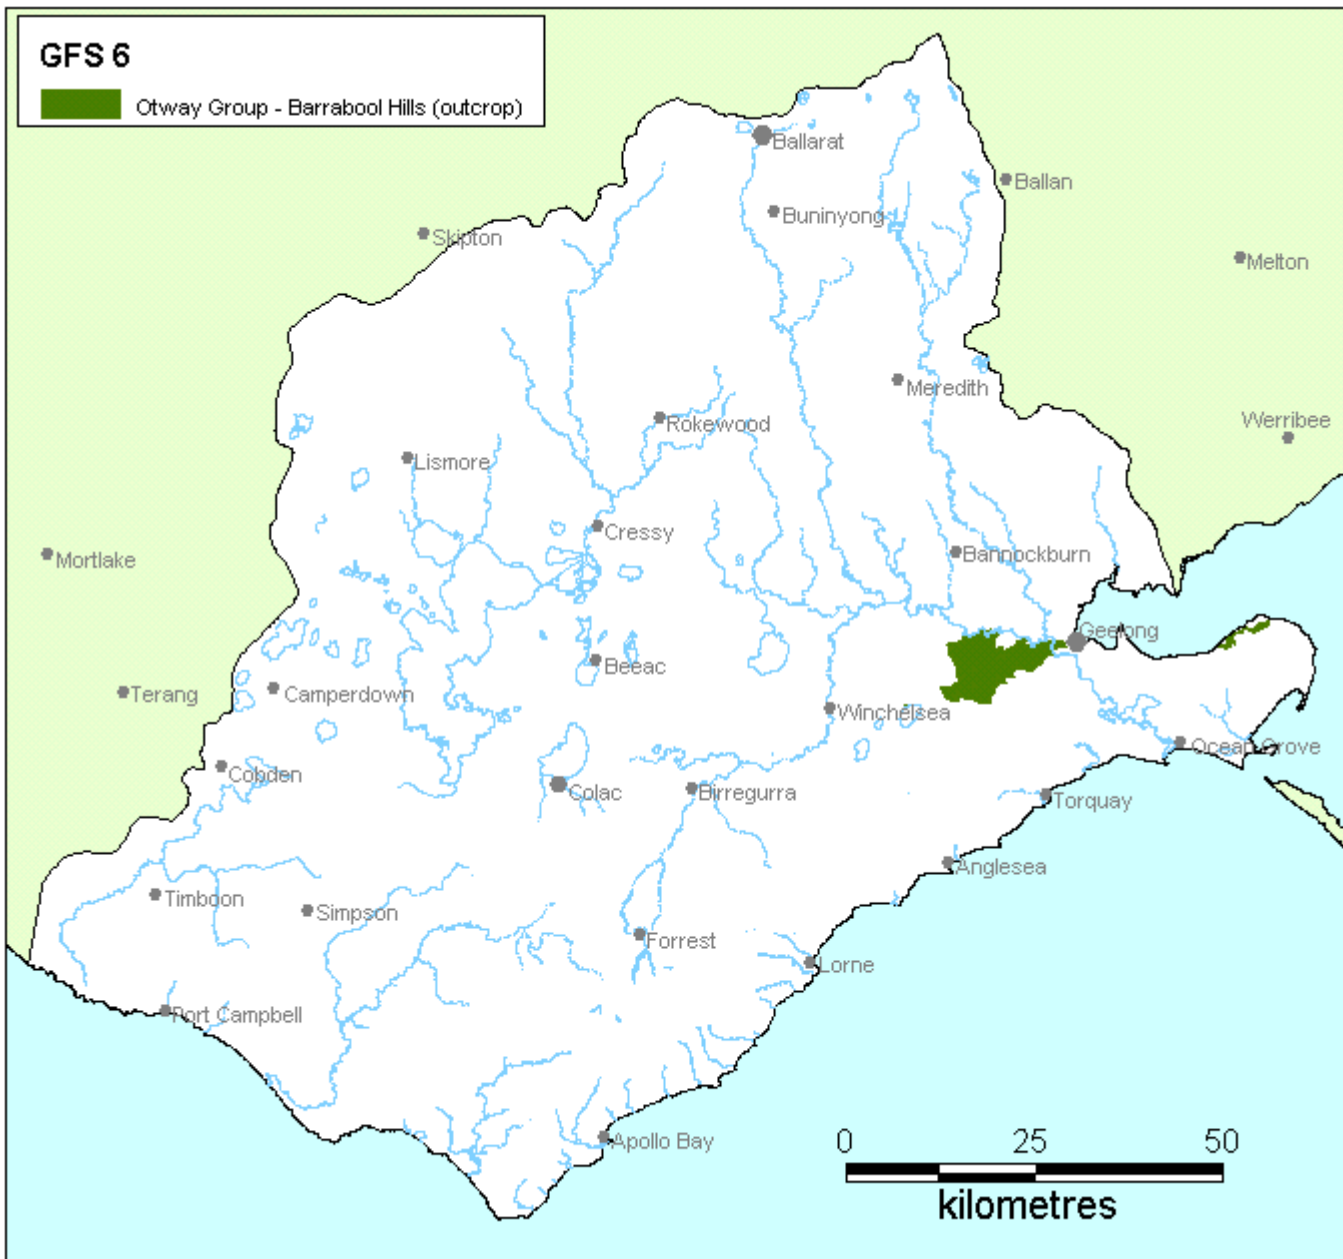 GFS 6
Otway Group - Barrabool Hills (outcrop)
Ballarat
Ballan
Buninyong
Skipton
Melton
Meredith
Rokewood
Werribee
Lismore
Cressy
Mortlake
Bannockburn
Geelong
Beeac
Terang
Camperdown
Winchelsea
Ocean Grove
Cobden
Colac
Birregurra
Torquay
Anglesea
Timboon
Simpson
Forrest
Lorne
Port Campbell
Apollo Bay
0 25 50
kilometres